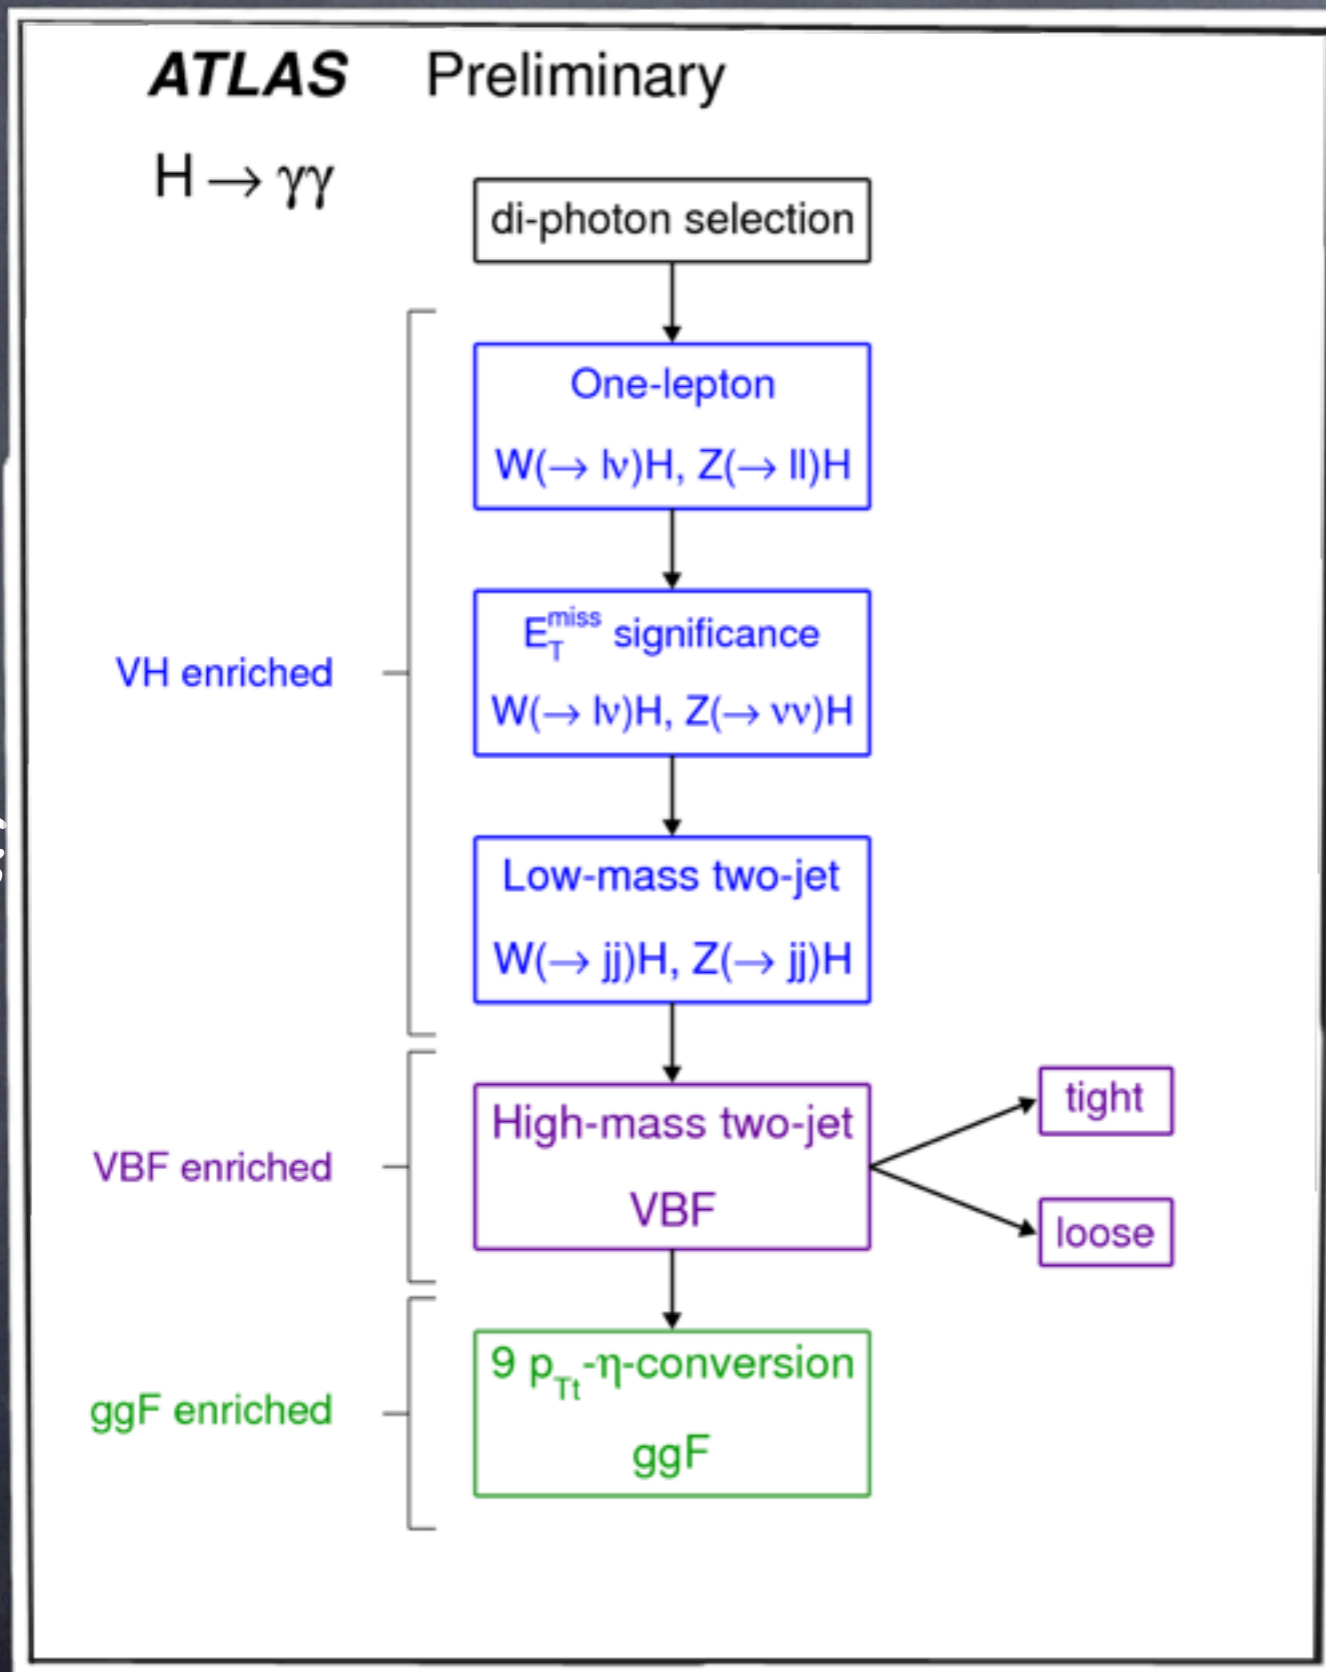 ATLAS Preliminary
H → γγ
di-photon selection
One-lepton
W(→ lν)H, Z(→ ll)H
VH enriched
E_T^miss significance
W(→ lν)H, Z(→ νν)H
Low-mass two-jet
W(→ jj)H, Z(→ jj)H
VBF enriched
High-mass two-jet
VBF
tight
loose
ggF enriched
9 p_Tt-η-conversion
ggF